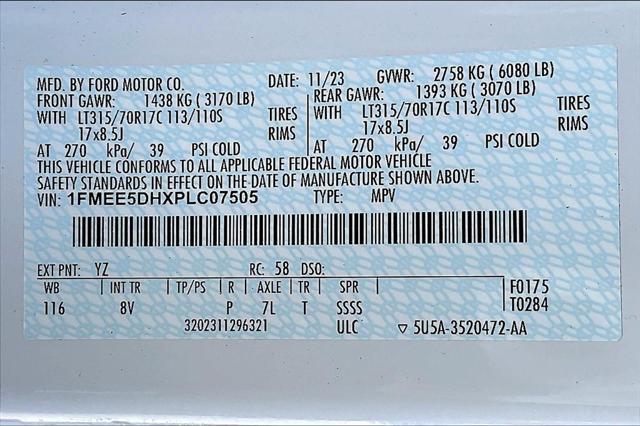 MFD. BY FORD MOTOR CO. DATE: 11/23 GVWR: 2758 KG ( 6080 LB)
FRONT GAWR: 1438 KG ( 3170 LB) REAR GAWR: 1393 KG ( 3070 LB)
WITH LT315/70R17C 113/110S TIRES WITH LT315/70R17C 113/110S TIRES
17x8.5J RIMS 17x8.5J RIMS
AT 270 kPa/ 39 PSI COLD AT 270 kPa/ 39 PSI COLD
THIS VEHICLE CONFORMS TO ALL APPLICABLE FEDERAL MOTOR VEHICLE
SAFETY STANDARDS IN EFFECT ON THE DATE OF MANUFACTURE SHOWN ABOVE.
VIN: 1FMEE5DHXPLC07505 TYPE: MPV
EXT PNT: YZ RC: 58 DSO:
WB INT TR TP/PS R AXLE TR SPR F0175
116 8V P 7L T SSSS T0284
3202311296321 ULC ▽ 5U5A-3520472-AA